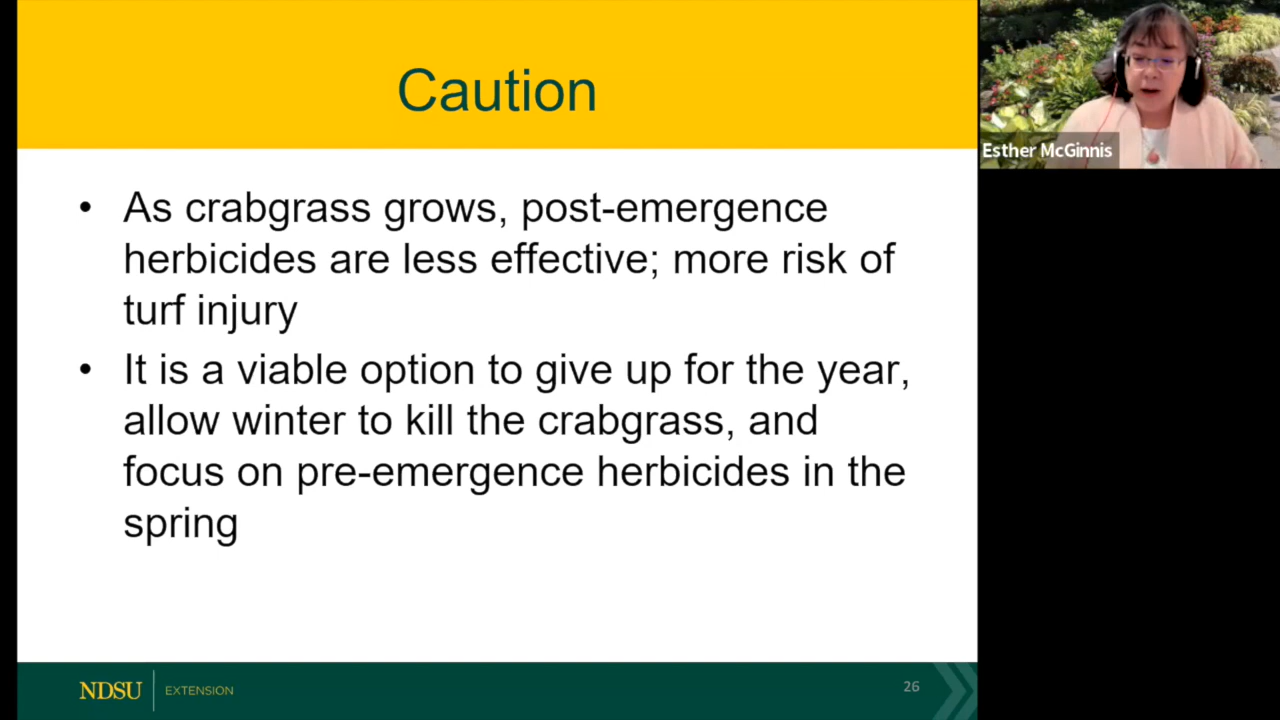 Caution
Esther McGinnis
• As crabgrass grows, post-emergence
herbicides are less effective; more risk of
turf injury
• It is a viable option to give up for the year,
allow winter to kill the crabgrass, and
focus on pre-emergence herbicides in the
spring
NDSU EXTENSION
26